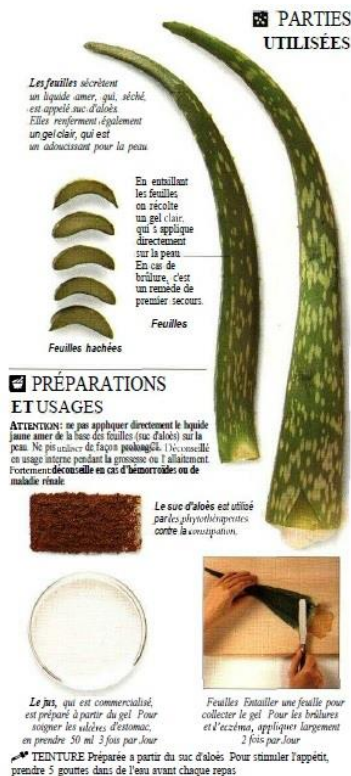 PARTIES
UTILISÉES
Les feuilles sécrètent
un liquide amer, qui, séché,
est appelé suc d'aloès.
Elles renferment également
un gel clair, qui est
un adoucissant pour la peau
En entaillant
les feuilles
on récolte
un gel clair,
qui s applique
directement
sur la peau
En cas de
brûlure, c'est
un remède de
premier secours.
Feuilles
Feuilles hachées
PRÉPARATIONS
ET USAGES
ATTENTION: ne pas appliquer directement le liquide
jaune amer de la base des feuilles (suc d'aloès) sur la
peau. Ne pis utiliser de façon Déconseillé
en usage interne pendant la grossesse ou l allaitement.
Fortement déconseille en cas d'hémorroïdes ou de
maladie rénale
Le suc d'aloès est utilisé
par les phytothérapeutes
contre la constipation.
Le jus, qui est commercialisé,
est préparé à partir du gel Pour
soigner les ulcères d'estomac,
en prendre 50 ml 3 fois par Jour
Feuilles Entailler une feuille pour
collecter le gel Pour les brûlures
et l'eczéma, appliques largement
2 fois par Jour
TEINTURE Préparée a partir du suc d'aloès Pour stimuler l'appétit,
prendre 5 gouttes dans de l'eau avant chaque repas